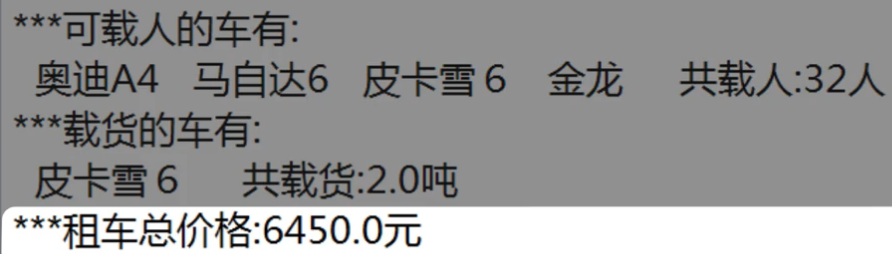 ***可载人的车有:
奥迪A4 马自达6 皮卡雪6 金龙 共载人:32人
***载货的车有:
皮卡雪6 共载货:2.0吨
***租车总价格:6450.0元